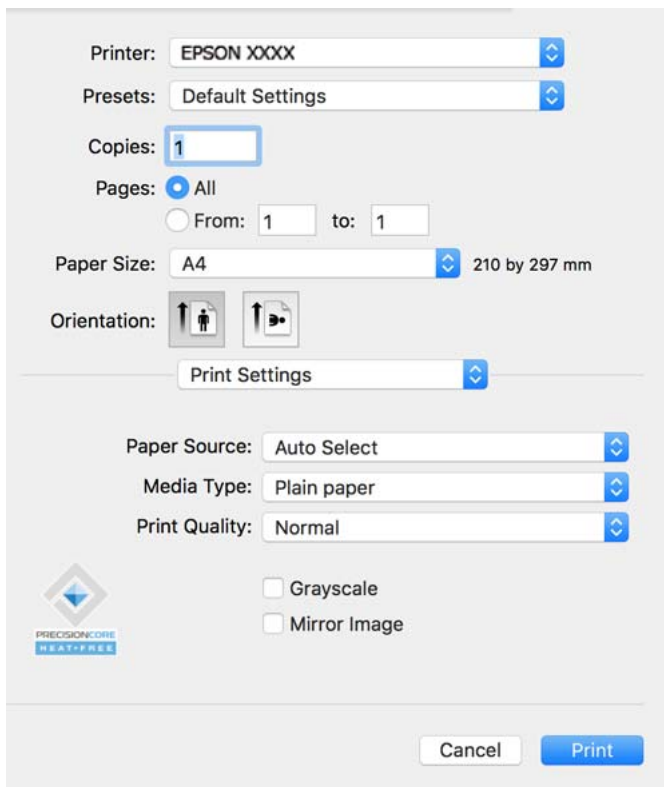 Printer: EPSON XXXX
Presets: Default Settings
Copies: 1
Pages: All
From: 1 to: 1
Paper Size: A4 210 by 297 mm
Orientation:
Print Settings
Paper Source: Auto Select
Media Type: Plain paper
Print Quality: Normal
Grayscale
Mirror Image
PRECISIONCORE
HEAT-FREE
Cancel Print